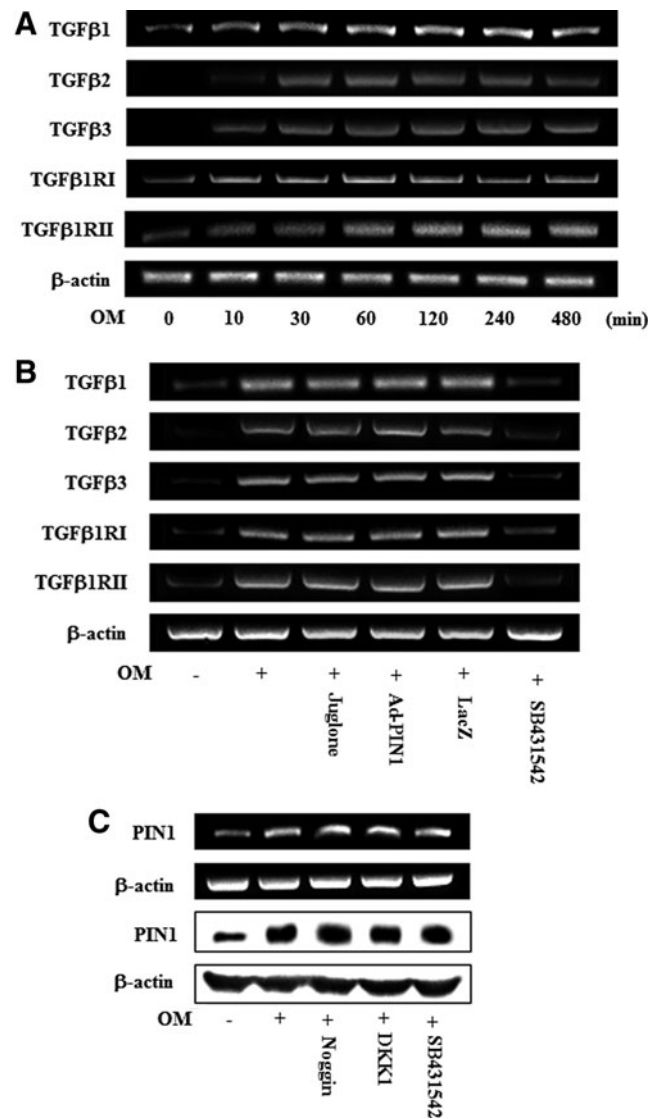 A
TGFβ1
TGFβ2
TGFβ3
TGFβ1RI
TGFβ1RII
β-actin
OM 0 10 30 60 120 240 480 (min)
B
TGFβ1
TGFβ2
TGFβ3
TGFβ1RI
TGFβ1RII
β-actin
OM - + + + + +
Juglone
Ad-PIN1
LacZ
SB431542
C
PIN1
β-actin
PIN1
β-actin
OM - + + + +
Noggin
DKK1
SB431542